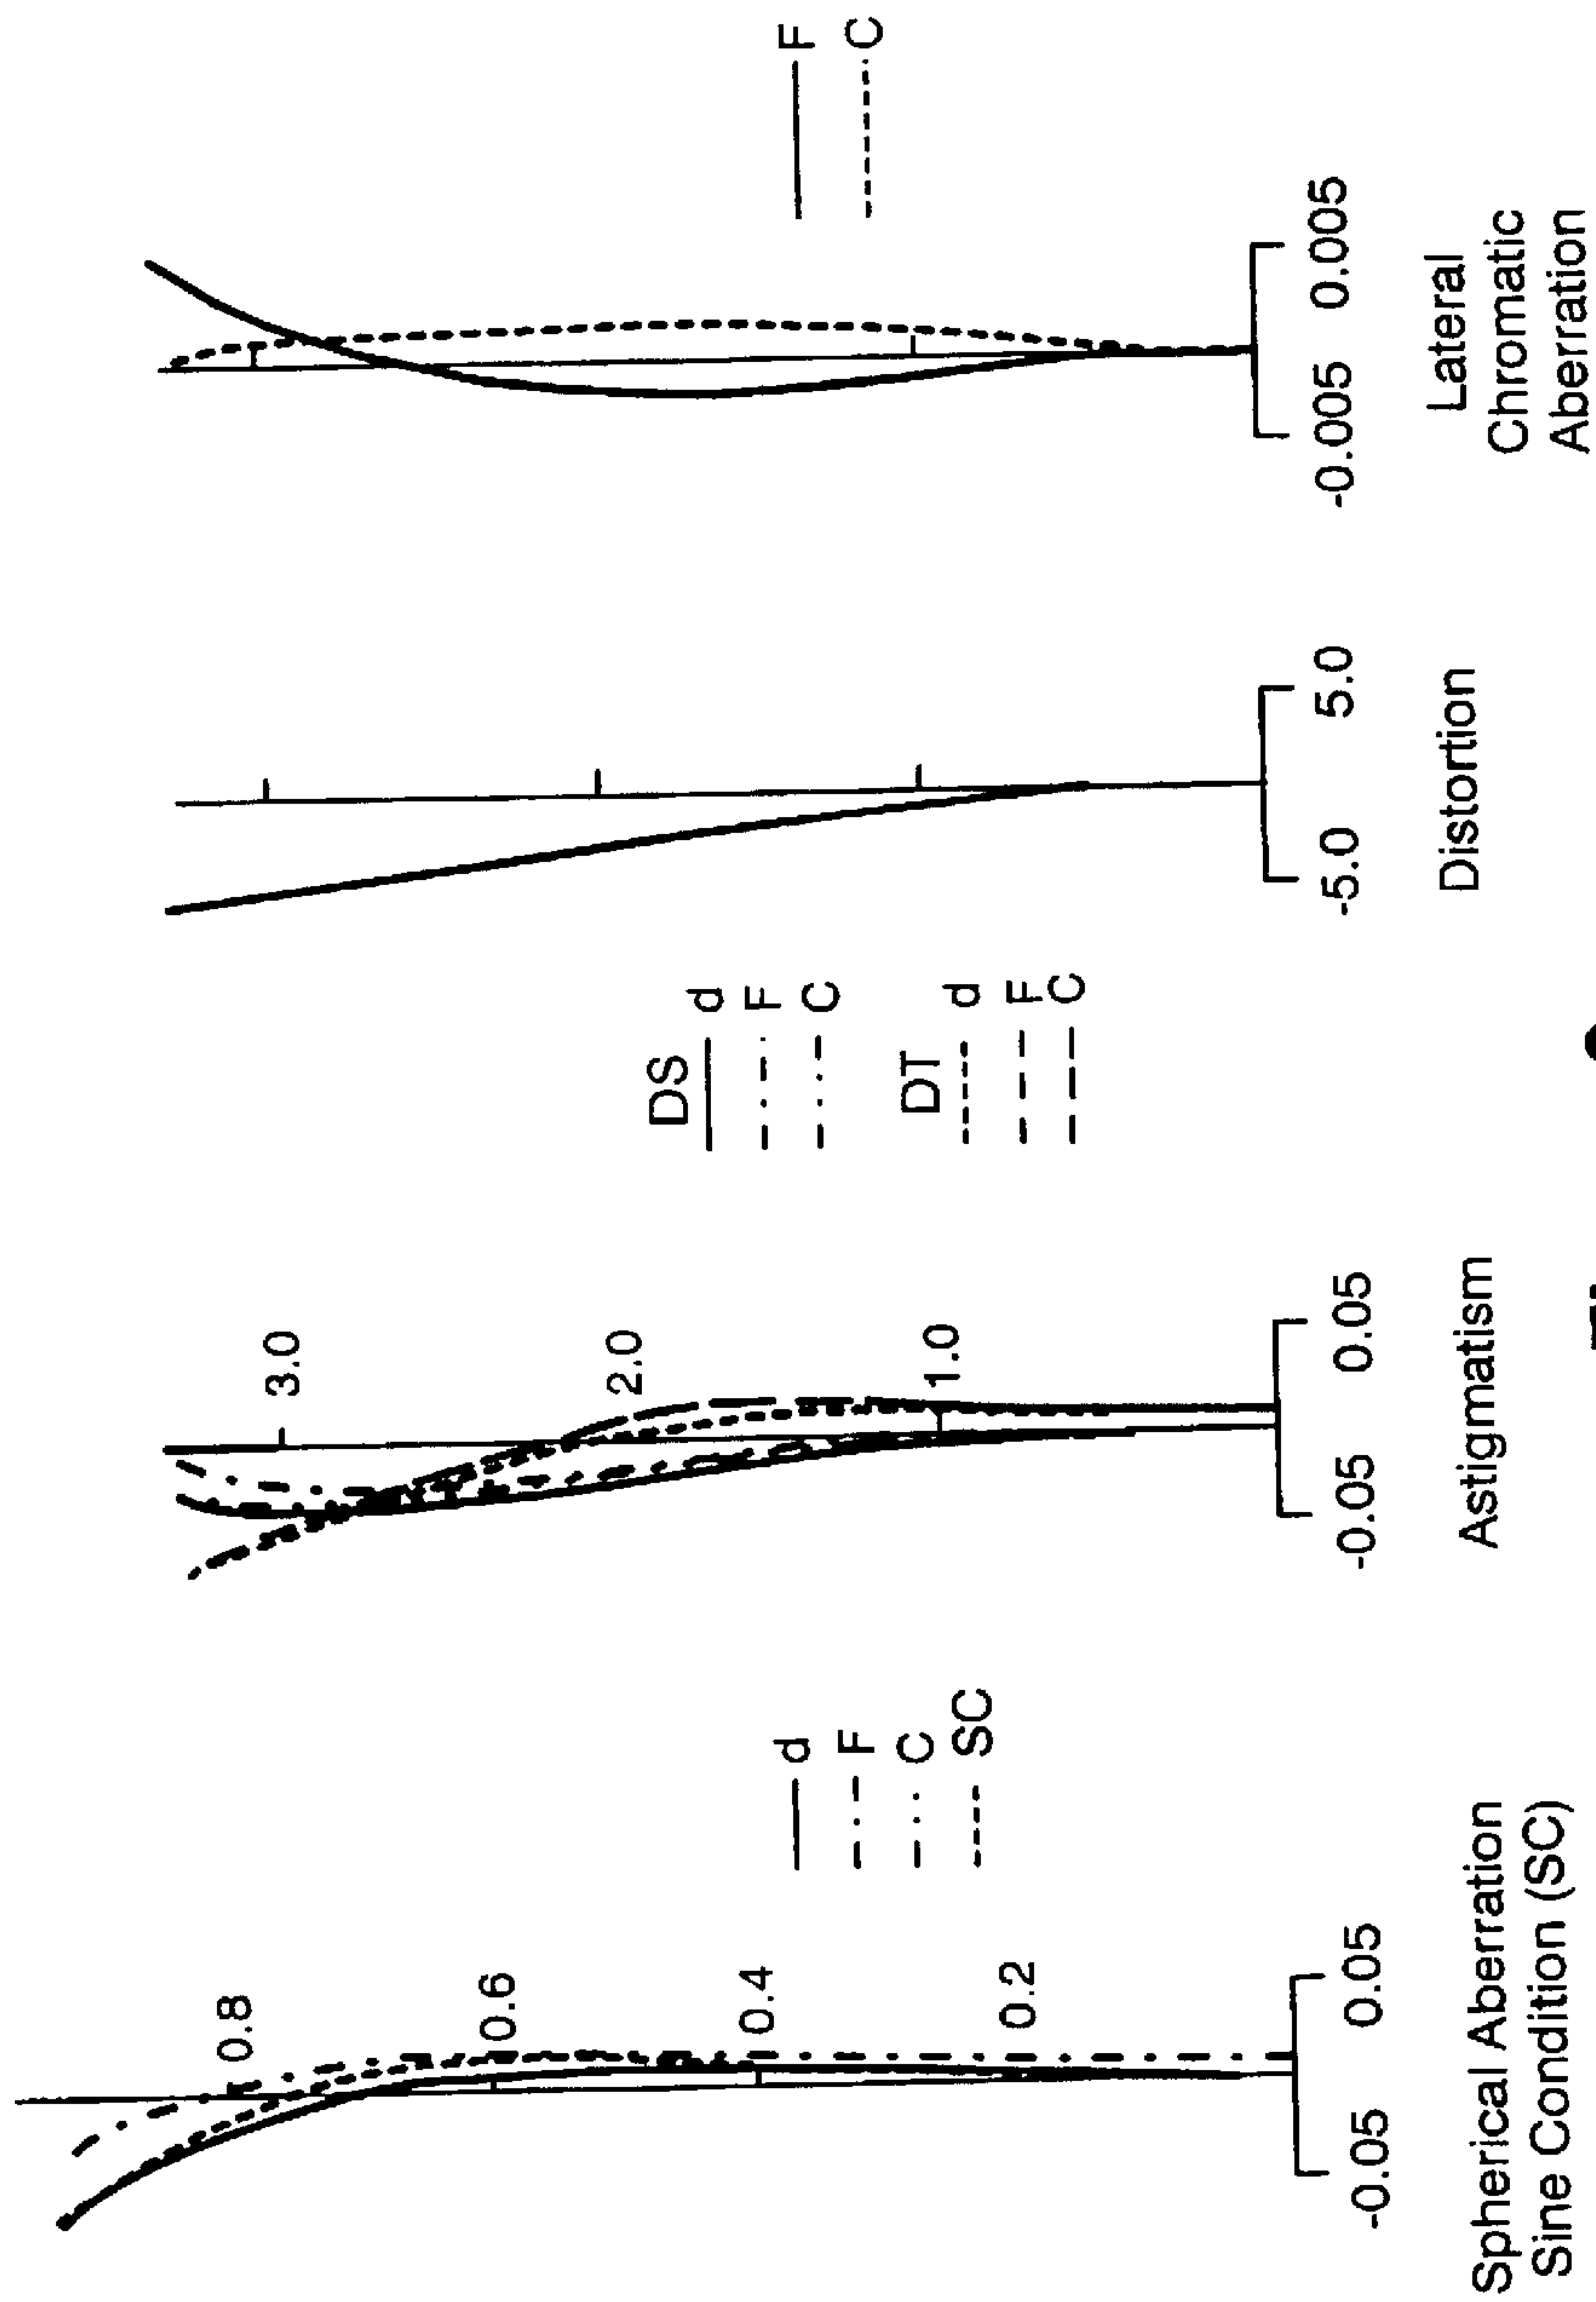 0.8
0.6
0.4
0.2
-0.05 0.05
Spherical Aberration
Sine Condition (SC)
d
F
C
SC
3.0
2.0
1.0
-0.05 0.05
Astigmatism
DS
d
F
C
DT
d
F
C
-5.0 5.0
Distortion
-0.005 0.005
Lateral
Chromatic
Aberration
F
C